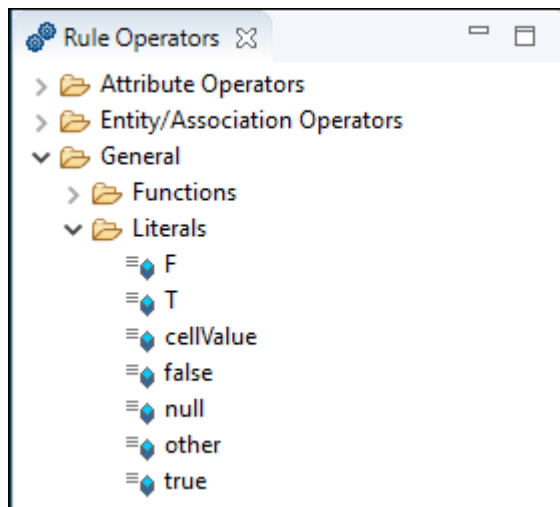 Rule Operators
Attribute Operators
Entity/Association Operators
General
Functions
Literals
F
T
cellValue
false
null
other
true